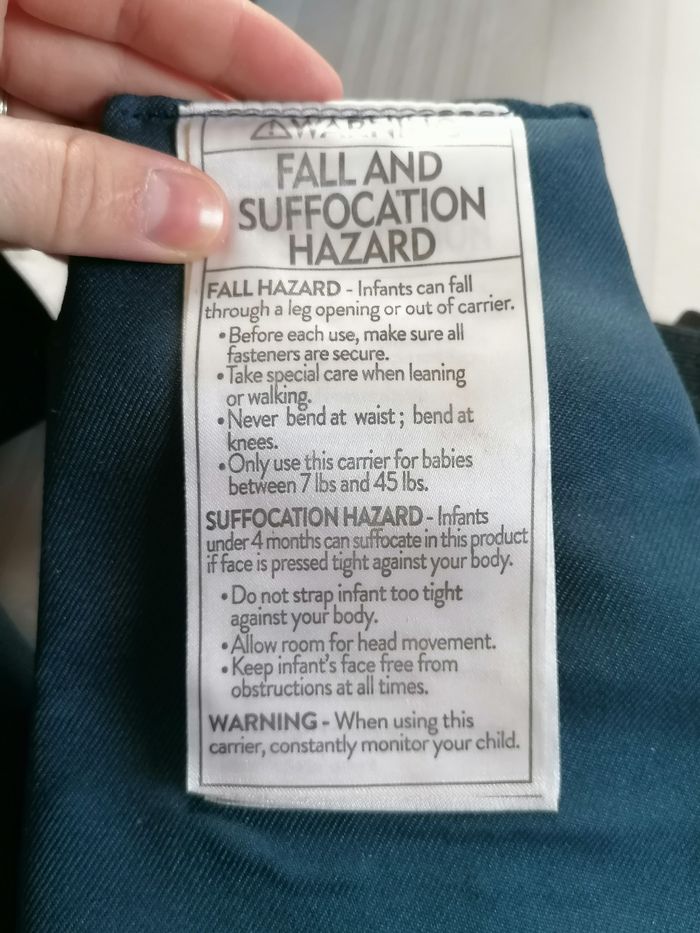 FALL AND
SUFFOCATION
HAZARD
FALL HAZARD - Infants can fall
through a leg opening or out of carrier.
• Before each use, make sure all
fasteners are secure.
• Take special care when leaning
or walking.
• Never bend at waist; bend at
knees.
• Only use this carrier for babies
between 7 lbs and 45 lbs.
SUFFOCATION HAZARD - Infants
under 4 months can suffocate in this product
if face is pressed tight against your body.
• Do not strap infant too tight
against your body.
• Allow room for head movement.
• Keep infant's face free from
obstructions at all times.
WARNING - When using this
carrier, constantly monitor your child.